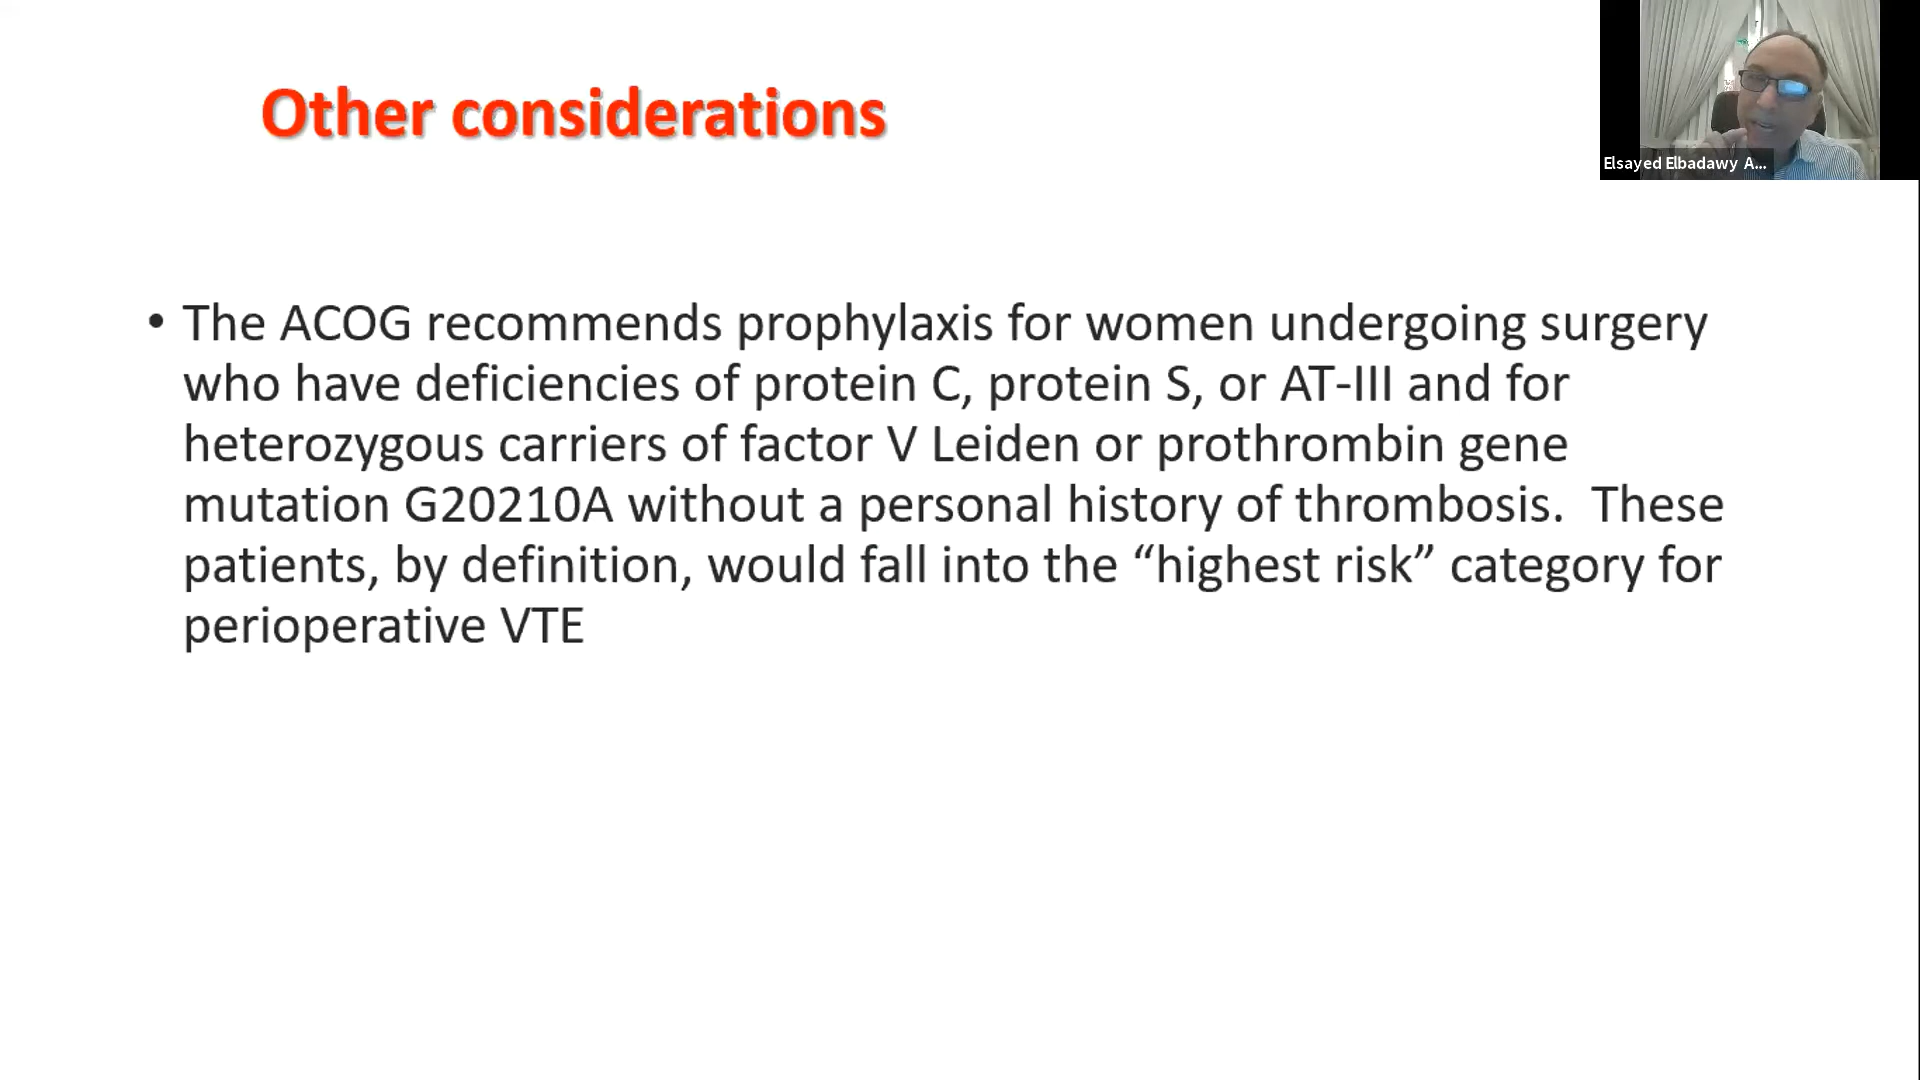 Other considerations
Elsayed Elbadawy A...
• The ACOG recommends prophylaxis for women undergoing surgery
who have deficiencies of protein C, protein S, or AT-III and for
heterozygous carriers of factor V Leiden or prothrombin gene
mutation G20210A without a personal history of thrombosis.  These
patients, by definition, would fall into the “highest risk” category for
perioperative VTE